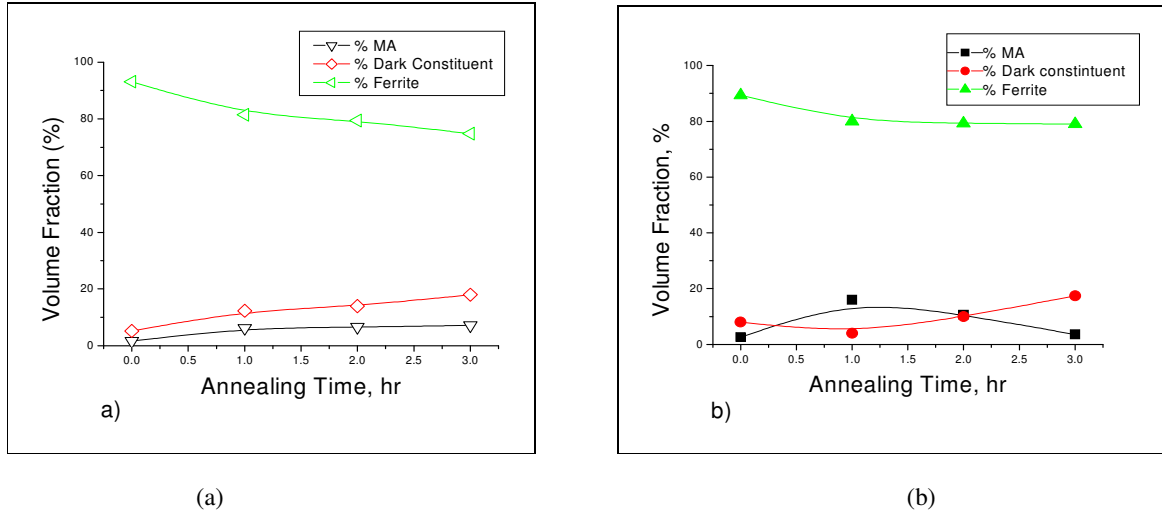 % MA
% Dark Constituent
% Ferrite
100
80
60
40
20
0
Volume Fraction (%)
0.0 0.5 1.0 1.5 2.0 2.5 3.0
Annealing Time, hr
a)
(a)
% MA
% Dark constintuent
% Ferrite
100
80
60
40
20
0
Volume Fraction, %
0.0 0.5 1.0 1.5 2.0 2.5 3.0
Annealing Time, hr
b)
(b)